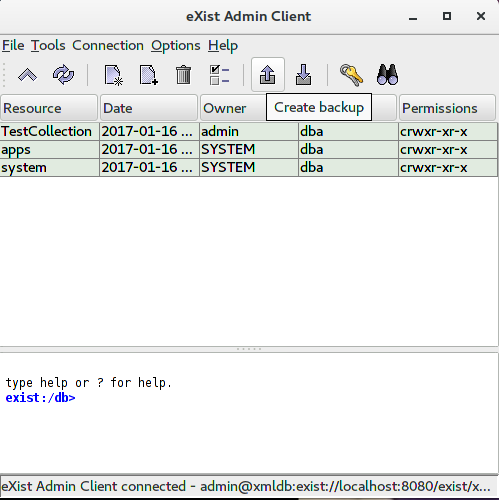 eXist Admin Client
File Tools Connection Options Help
Resource Date Owner Permissions
Create backup
TestCollection 2017-01-16 ... admin dba crwxr-xr-x
apps 2017-01-16 ... SYSTEM dba crwxr-xr-x
system 2017-01-16 ... SYSTEM dba crwxr-xr-x
type help or ? for help.
exist:/db>
eXist Admin Client connected - admin@xmldb:exist://localhost:8080/exist/x...